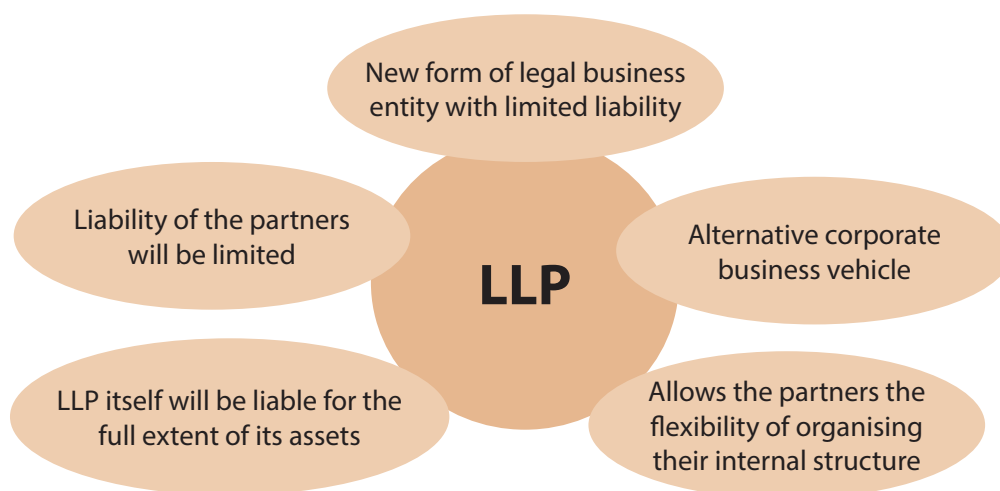 New form of legal business
entity with limited liability
Liability of the partners
will be limited
Alternative corporate
business vehicle
LLP
LLP itself will be liable for the
full extent of its assets
Allows the partners the
flexibility of organising
their internal structure